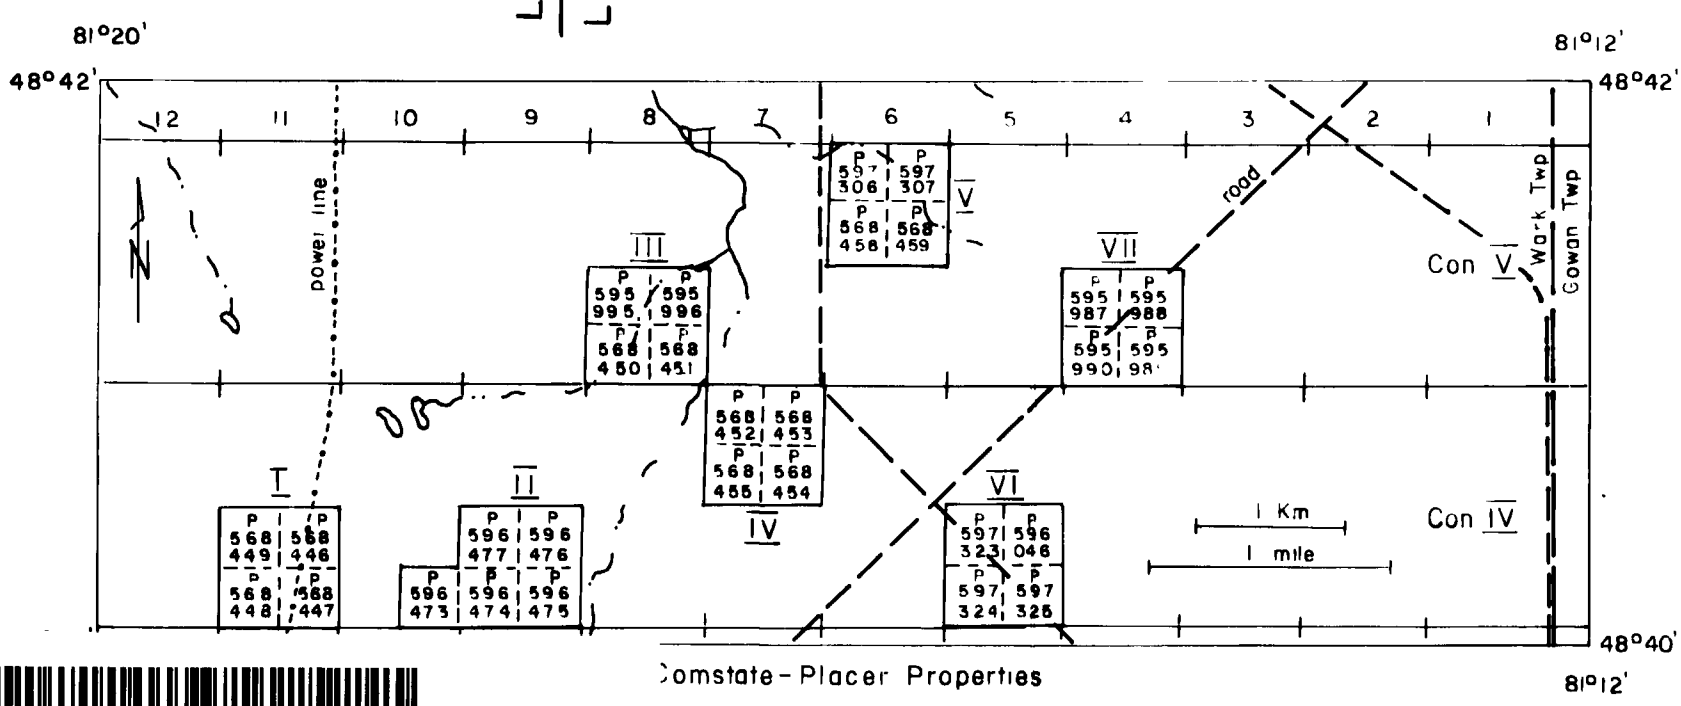 81°20'
81°12'
48°42'
48°42'
12 11 10 9 8 7 6 5 4 3 2 1
power line
road
Wark Twp
Gowan Twp
Con V
Con IV
III
P 595 995
P 595 996
P 568 450
P 568 451
P 306
P 597 307
P 568 458
P 568 459
V
VII
P 595 987
P 595 988
P 595 990
595
P 568 452
P 568 453
P 568 455
P 568 454
IV
I
P 568 449
P 568 446
P 568 448
P 568 447
II
P 596 477
P 596 476
P 596 473
P 596 474
P 596 475
VI
P 597 323
P 596 046
P 597 324
P 597 325
1 Km
1 mile
48°40'
81°12'
Comstate-Placer Properties